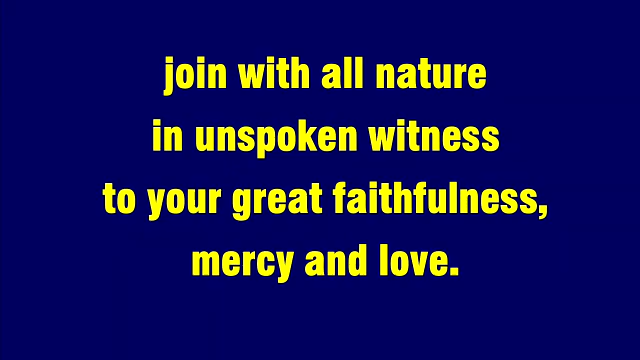 join with all nature
in unspoken witness
to your great faithfulness,
mercy and love.